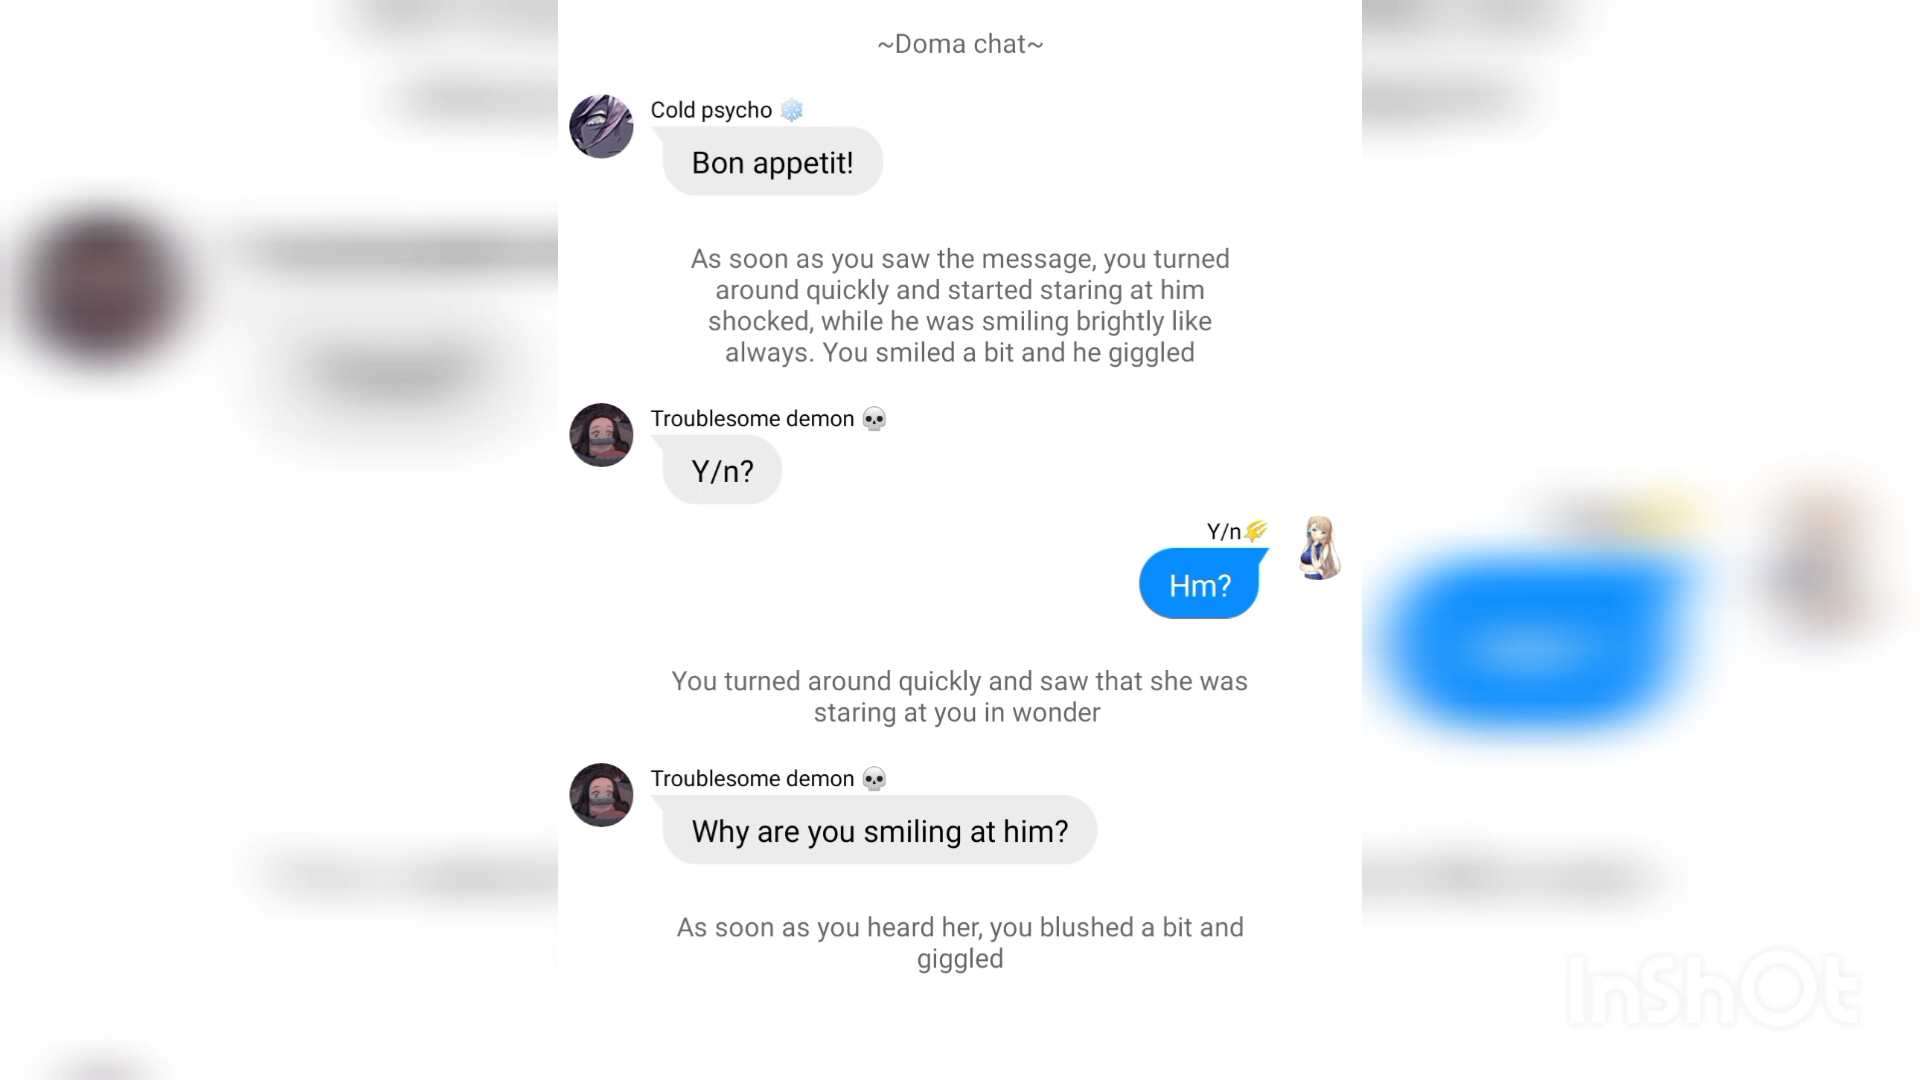 ~Doma chat~
Cold psycho ❄️
Bon appetit!
As soon as you saw the message, you turned
around quickly and started staring at him
shocked, while he was smiling brightly like
always. You smiled a bit and he giggled
Troublesome demon 💀
Y/n?
Y/n🌠
Hm?
You turned around quickly and saw that she was
staring at you in wonder
Troublesome demon 💀
Why are you smiling at him?
As soon as you heard her, you blushed a bit and
giggled
InShOt